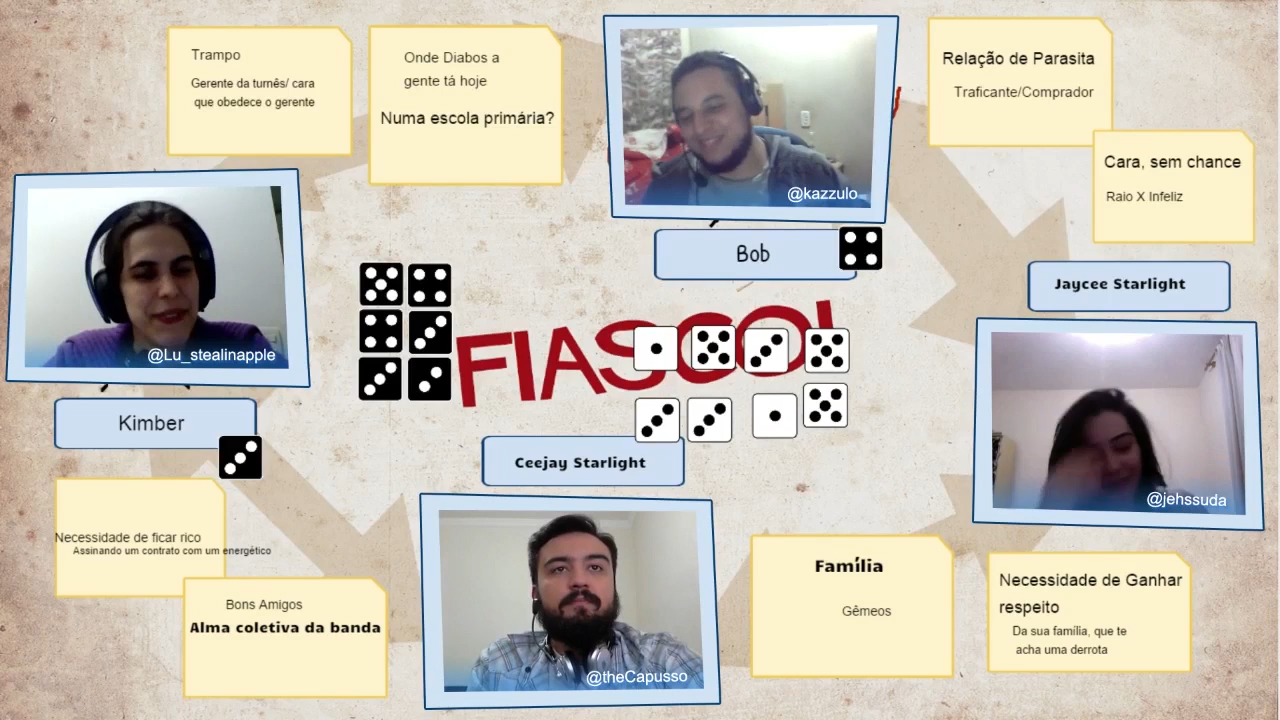 Trampo
Gerente da turnês/ cara
que obedece o gerente
Onde Diabos a
gente tá hoje
Numa escola primária?
@kazzulo
Bob
Relação de Parasita
Traficante/Comprador
Cara, sem chance
Raio X Infeliz
@Lu_stealinapple
Kimber
FIASCO!
Jaycee Starlight
@jehssuda
Ceejay Starlight
@theCapusso
Necessidade de ficar rico
Assinando um contrato com um energético
Bons Amigos
Alma coletiva da banda
Família
Gêmeos
Necessidade de Ganhar
respeito
Da sua família, que te
acha uma derrota